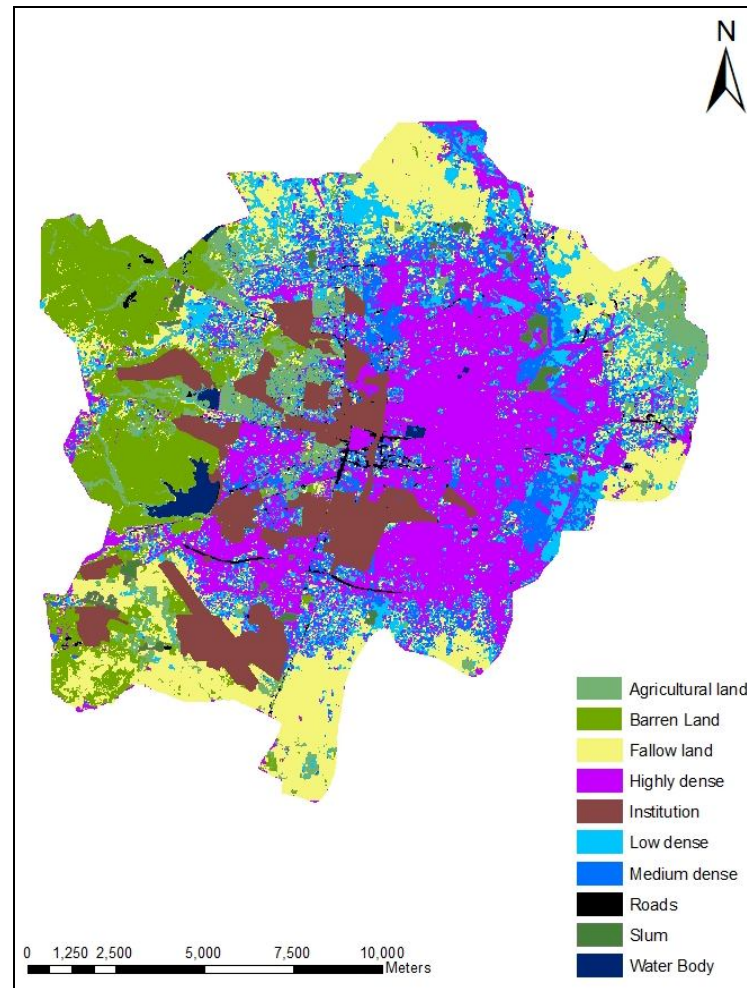 N
Agricultural land
Barren Land
Fallow land
Highly dense
Institution
Low dense
Medium dense
Roads
Slum
Water Body
0 1,250 2,500 5,000 7,500 10,000
Meters